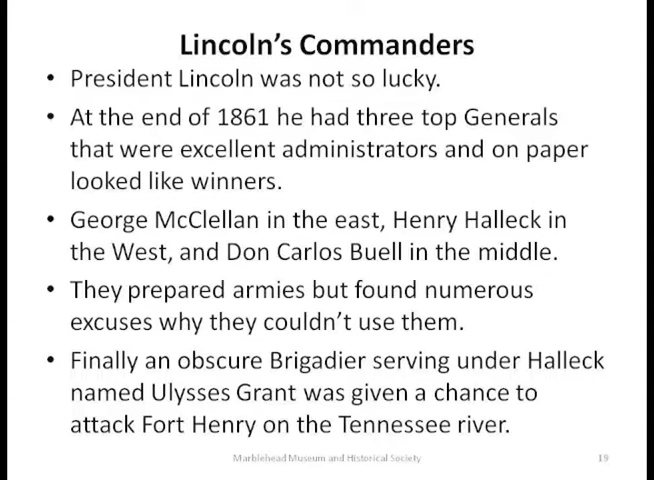 Lincoln's Commanders
• President Lincoln was not so lucky.
• At the end of 1861 he had three top Generals
that were excellent administrators and on paper
looked like winners.
• George McClellan in the east, Henry Halleck in
the West, and Don Carlos Buell in the middle.
• They prepared armies but found numerous
excuses why they couldn't use them.
• Finally an obscure Brigadier serving under Halleck
named Ulysses Grant was given a chance to
attack Fort Henry on the Tennessee river.
Marblehead Museum and Historical Society 19